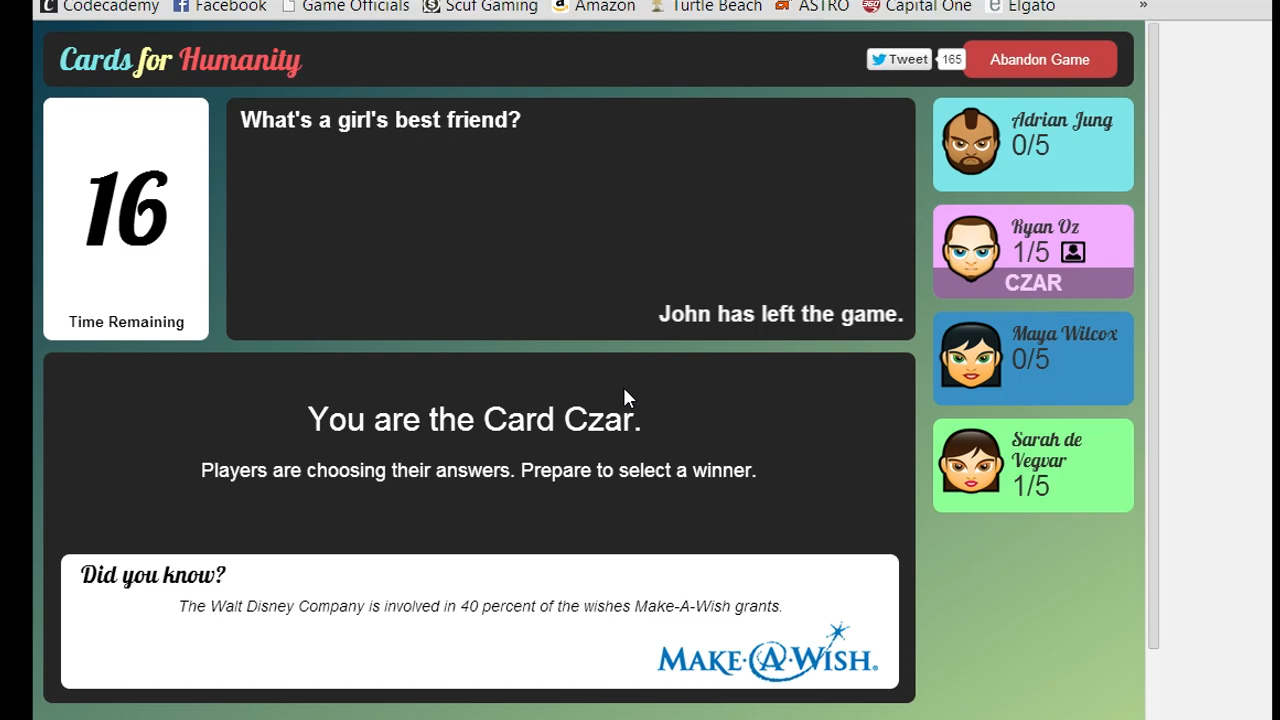 Codecademy Facebook Game Officials Scuf Gaming Amazon Turtle Beach ASTRO Capital One Elgato »
Cards for Humanity
Tweet 165
Abandon Game
16
Time Remaining
What's a girl's best friend?
John has left the game.
Adrian Jung
0/5
Ryan Oz
1/5
CZAR
Maya Wilcox
0/5
Sarah de
Vegvar
1/5
You are the Card Czar.
Players are choosing their answers. Prepare to select a winner.
Did you know?
The Walt Disney Company is involved in 40 percent of the wishes Make-A-Wish grants.
MAKE·A·WISH.